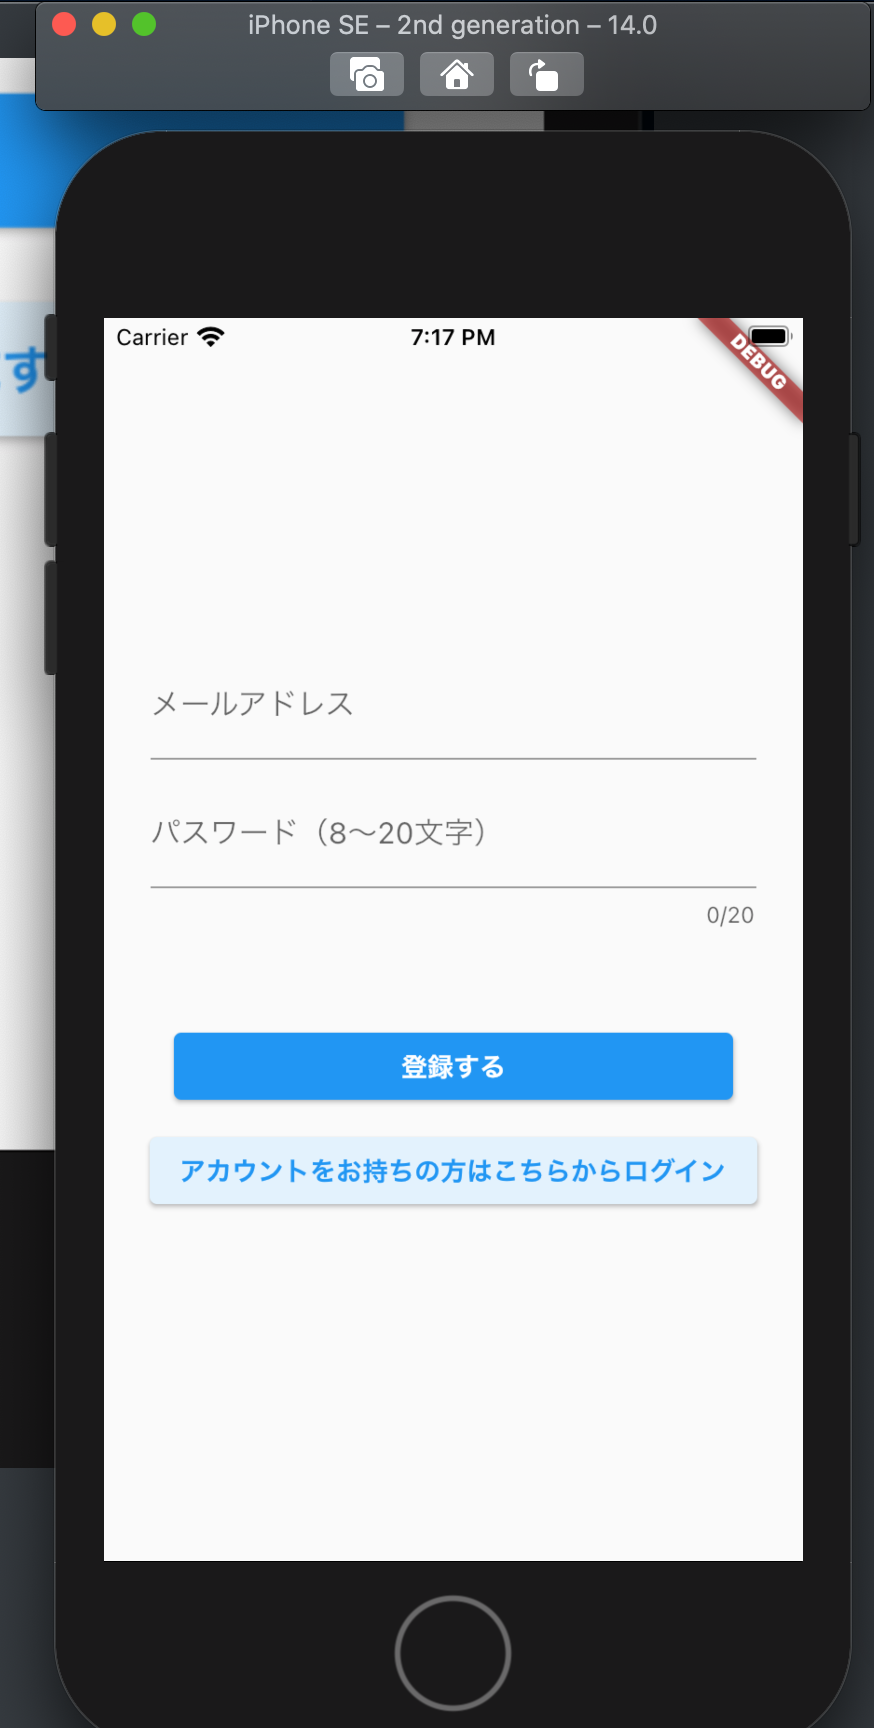 iPhone SE – 2nd generation – 14.0
Carrier
7:17 PM
DEBUG
す
メールアドレス
パスワード（8〜20文字）
0/20
登録する
アカウントをお持ちの方はこちらからログイン